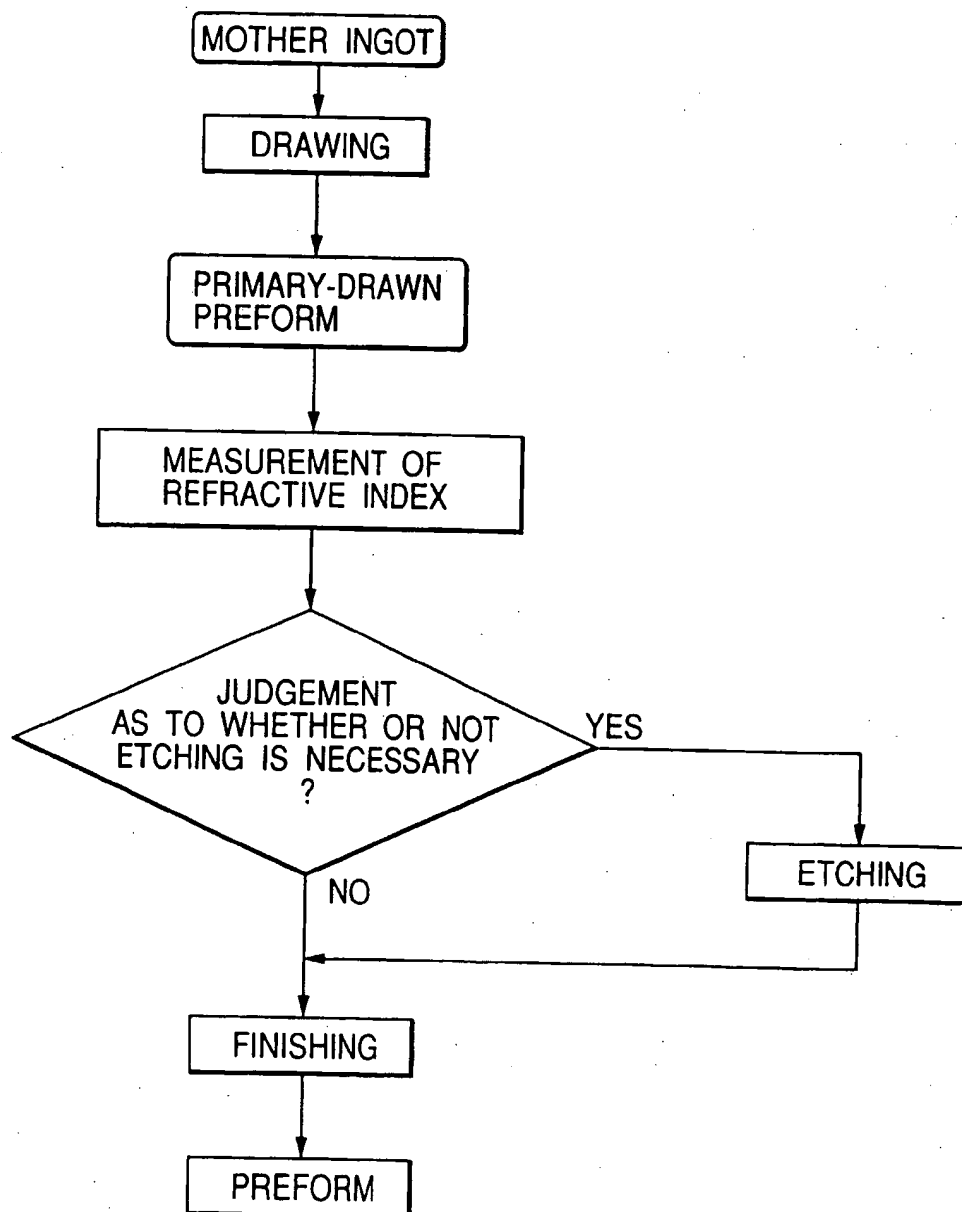 MOTHER INGOT
DRAWING
PRIMARY-DRAWN
PREFORM
MEASUREMENT OF
REFRACTIVE INDEX
JUDGEMENT
AS TO WHETHER OR NOT
ETCHING IS NECESSARY
?
YES
ETCHING
NO
FINISHING
PREFORM